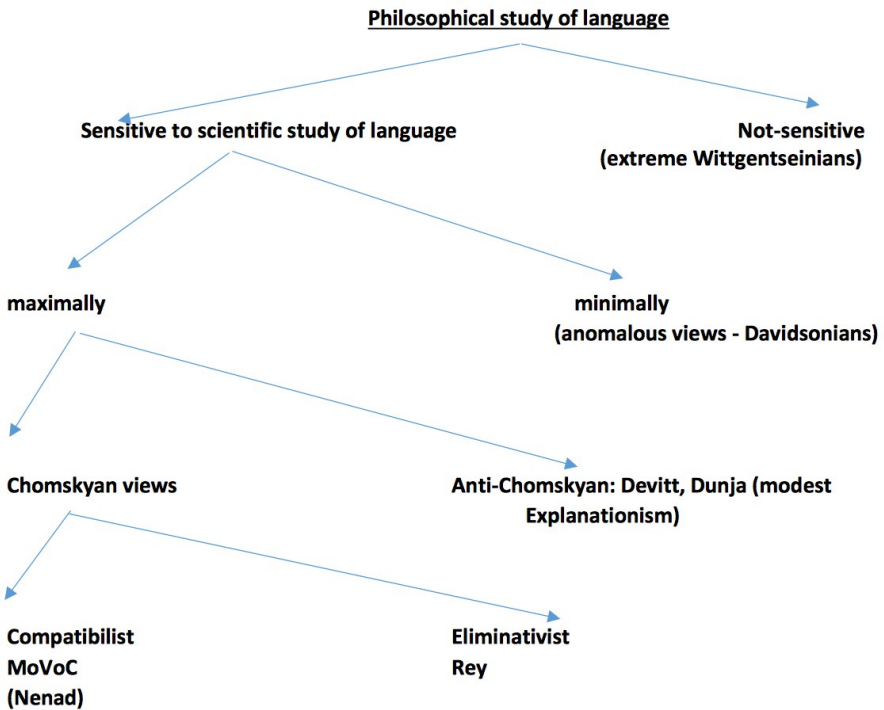 Philosophical study of language
Sensitive to scientific study of language
Not-sensitive
(extreme Wittgentseinians)
maximally
minimally
(anomalous views - Davidsonians)
Chomskyan views
Anti-Chomskyan: Devitt, Dunja (modest
Explanationism)
Compatibilist
MoVoC
(Nenad)
Eliminativist
Rey